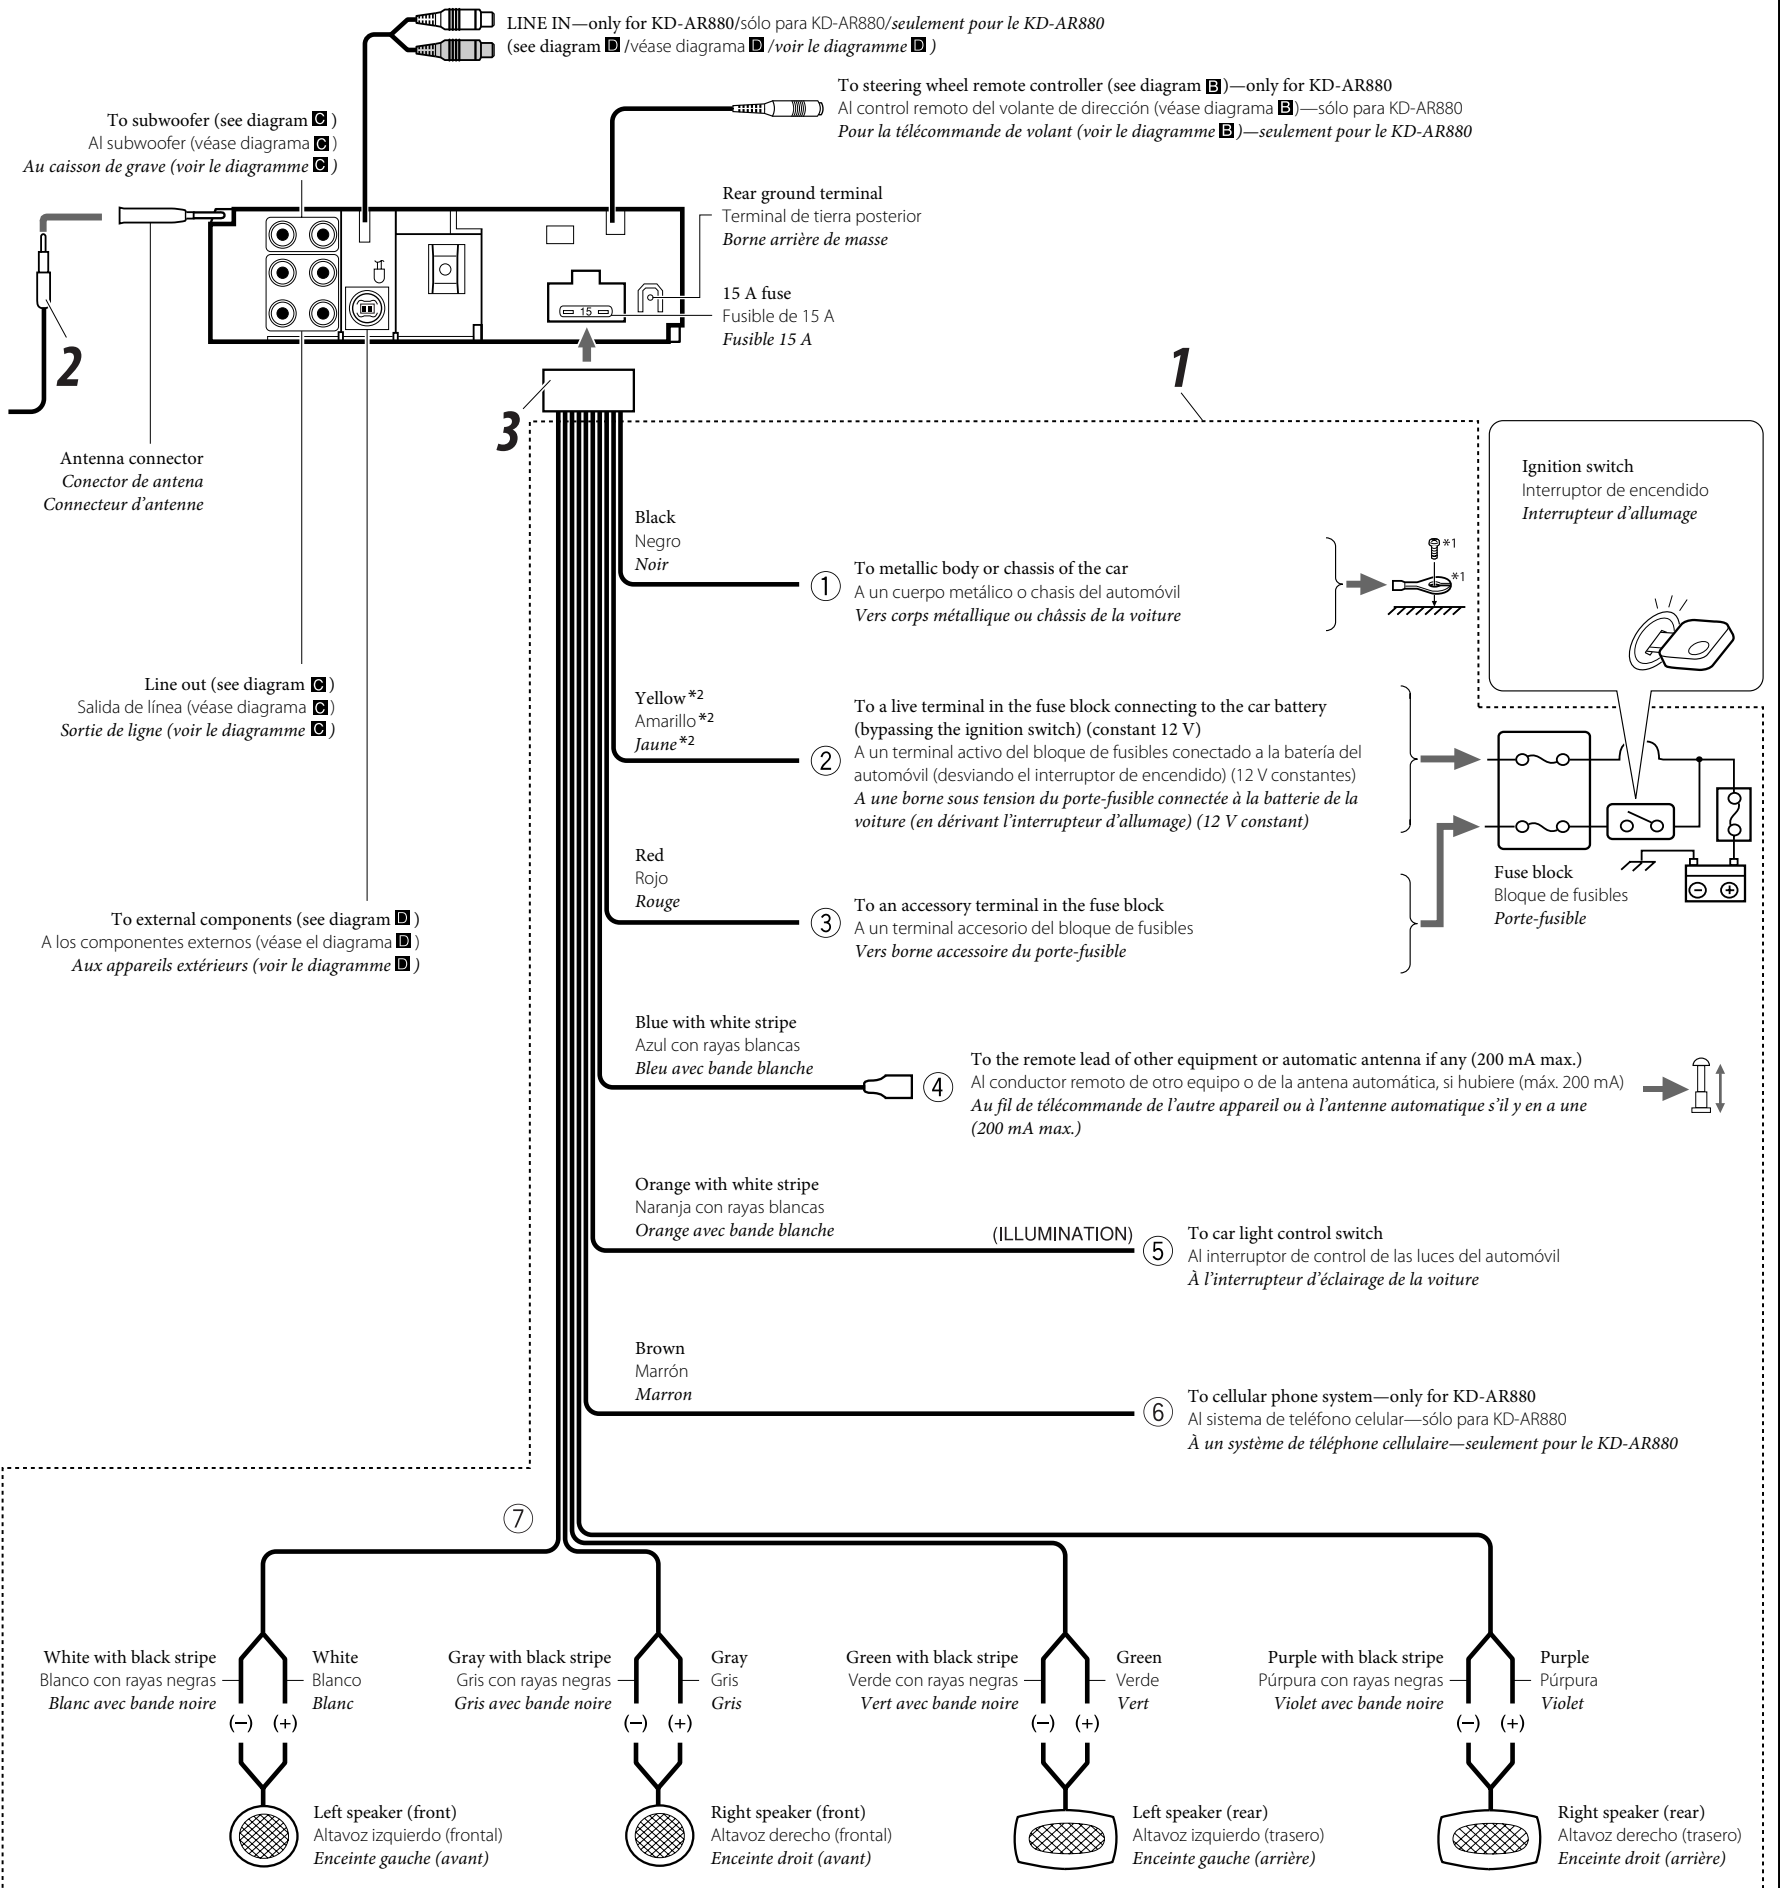 LINE IN—only for KD-AR880/sólo para KD-AR880/seulement pour le KD-AR880
(see diagram D /véase diagrama D /voir le diagramme D )
To steering wheel remote controller (see diagram B)—only for KD-AR880
Al control remoto del volante de dirección (véase diagrama B)—sólo para KD-AR880
Pour la télécommande de volant (voir le diagramme B)—seulement pour le KD-AR880
To subwoofer (see diagram C )
Al subwoofer (véase diagrama C )
Au caisson de grave (voir le diagramme C )
Rear ground terminal
Terminal de tierra posterior
Borne arrière de masse
15 A fuse
Fusible de 15 A
Fusible 15 A
15
2
1
3
Antenna connector
Conector de antena
Connecteur d'antenne
Ignition switch
Interruptor de encendido
Interrupteur d'allumage
Black
Negro
Noir
1
To metallic body or chassis of the car
A un cuerpo metálico o chasis del automóvil
Vers corps métallique ou châssis de la voiture
*1
*1
Line out (see diagram C )
Salida de línea (véase diagrama C )
Sortie de ligne (voir le diagramme C )
Yellow*2
Amarillo*2
Jaune*2
2
To a live terminal in the fuse block connecting to the car battery
(bypassing the ignition switch) (constant 12 V)
A un terminal activo del bloque de fusibles conectado a la batería del
automóvil (desviando el interruptor de encendido) (12 V constantes)
A une borne sous tension du porte-fusible connectée à la batterie de la
voiture (en dérivant l'interrupteur d'allumage) (12 V constant)
Red
Rojo
Rouge
3
To an accessory terminal in the fuse block
A un terminal accesorio del bloque de fusibles
Vers borne accessoire du porte-fusible
Fuse block
Bloque de fusibles
Porte-fusible
− +
To external components (see diagram D )
A los componentes externos (véase el diagrama D )
Aux appareils extérieurs (voir le diagramme D )
Blue with white stripe
Azul con rayas blancas
Bleu avec bande blanche
4
To the remote lead of other equipment or automatic antenna if any (200 mA max.)
Al conductor remoto de otro equipo o de la antena automática, si hubiere (máx. 200 mA)
Au fil de télécommande de l'autre appareil ou à l'antenne automatique s'il y en a une
(200 mA max.)
Orange with white stripe
Naranja con rayas blancas
Orange avec bande blanche
(ILLUMINATION)
5
To car light control switch
Al interruptor de control de las luces del automóvil
À l'interrupteur d'éclairage de la voiture
Brown
Marrón
Marron
6
To cellular phone system—only for KD-AR880
Al sistema de teléfono celular—sólo para KD-AR880
À un système de téléphone cellulaire—seulement pour le KD-AR880
7
White with black stripe
Blanco con rayas negras
Blanc avec bande noire
White
Blanco
Blanc
Gray with black stripe
Gris con rayas negras
Gris avec bande noire
Gray
Gris
Gris
Green with black stripe
Verde con rayas negras
Vert avec bande noire
Green
Verde
Vert
Purple with black stripe
Púrpura con rayas negras
Violet avec bande noire
Purple
Púrpura
Violet
(−) (+) (−) (+) (−) (+) (−) (+)
Left speaker (front)
Altavoz izquierdo (frontal)
Enceinte gauche (avant)
Right speaker (front)
Altavoz derecho (frontal)
Enceinte droit (avant)
Left speaker (rear)
Altavoz izquierdo (trasero)
Enceinte gauche (arrière)
Right speaker (rear)
Altavoz derecho (trasero)
Enceinte droit (arrière)